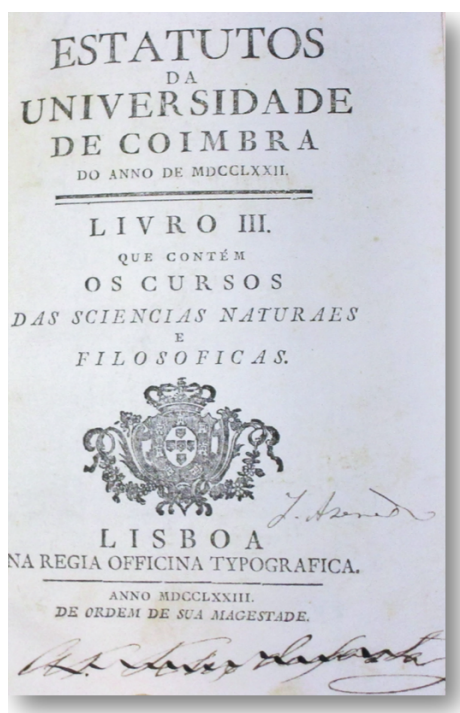 ESTATUTOS
DA
UNIVERSIDADE
DE COIMBRA
DO ANNO DE MDCCLXXII.
LIVRO III.
QUE CONTÉM
OS CURSOS
DAS SCIENCIAS NATURAES
E
FILOSOFICAS.
LISBOA
NA REGIA OFFICINA TYPOGRAFICA.
ANNO MDCCLXXIII.
DE ORDEM DE SUA MAGESTADE.